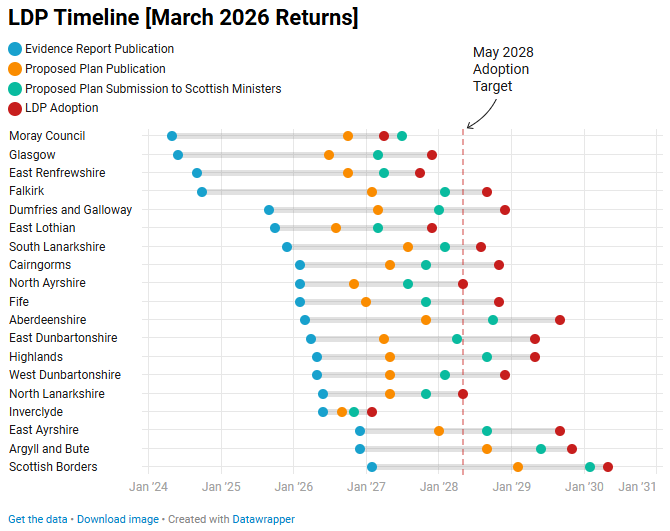 LDP Timeline [March 2026 Returns]
Evidence Report Publication
Proposed Plan Publication
Proposed Plan Submission to Scottish Ministers
LDP Adoption
May 2028
Adoption
Target
Moray Council
Glasgow
East Renfrewshire
Falkirk
Dumfries and Galloway
East Lothian
South Lanarkshire
Cairngorms
North Ayrshire
Fife
Aberdeenshire
East Dunbartonshire
Highlands
West Dunbartonshire
North Lanarkshire
Inverclyde
East Ayrshire
Argyll and Bute
Scottish Borders
Jan '24 Jan '25 Jan '26 Jan '27 Jan '28 Jan '29 Jan '30 Jan '31
Get the data • Download image • Created with Datawrapper